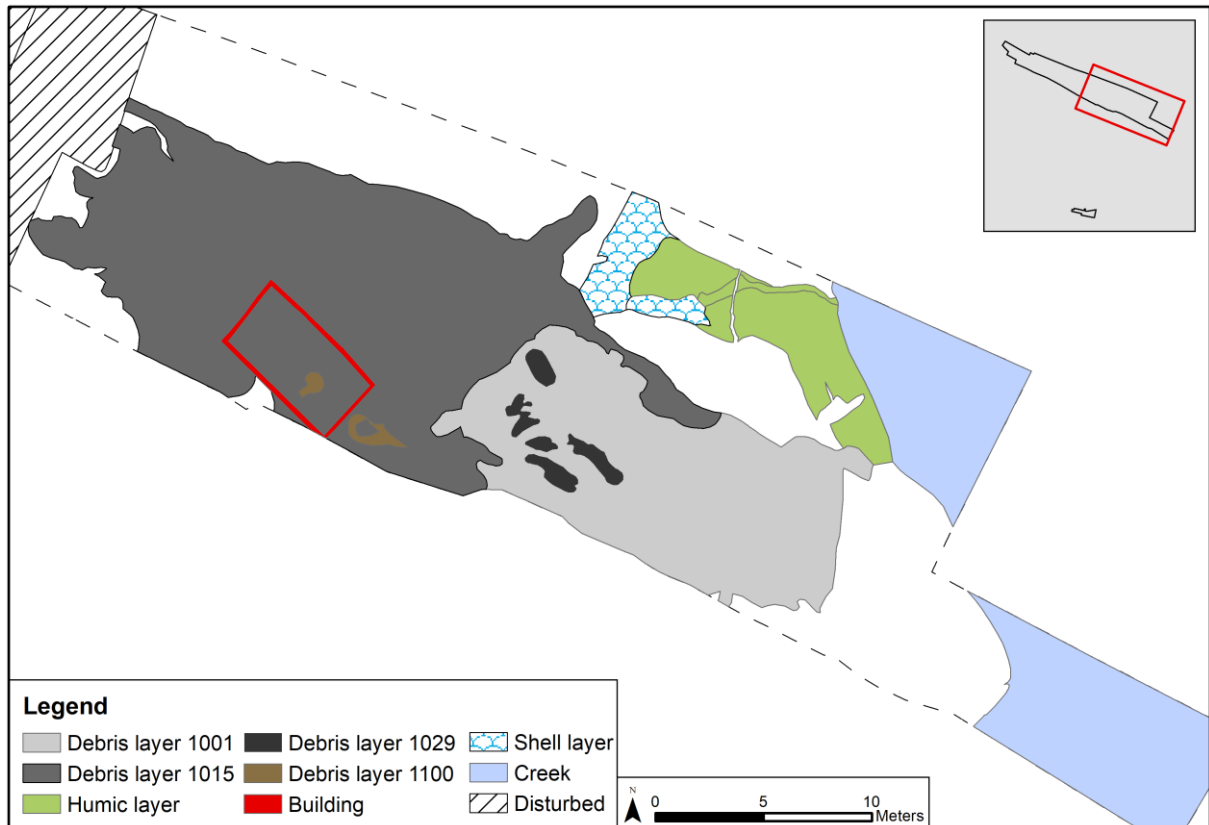 Legend
Debris layer 1001
Debris layer 1029
Shell layer
Debris layer 1015
Debris layer 1100
Creek
Humic layer
Building
Disturbed
N
0 5 10
Meters